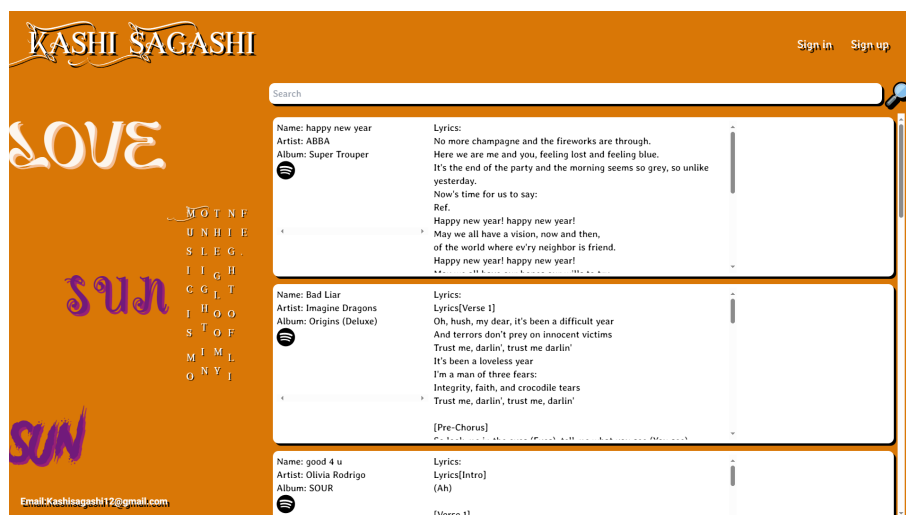 KASHI SAGASHI
Sign in
Sign up
Search
LOVE
MUSICISMO
ONLIGHTIN
THEGLOOMY
NIGHTOFLI
FE.
sun
SUN
Email:Kashisagashi12@gmail.com
Name: happy new year
Artist: ABBA
Album: Super Trouper
Lyrics:
No more champagne and the fireworks are through.
Here we are me and you, feeling lost and feeling blue.
It's the end of the party and the morning seems so grey, so unlike
yesterday.
Now's time for us to say:
Ref.
Happy new year! happy new year!
May we all have a vision, now and then,
of the world where ev'ry neighbor is friend.
Happy new year! happy new year!
Name: Bad Liar
Artist: Imagine Dragons
Album: Origins (Deluxe)
Lyrics:
Lyrics[Verse 1]
Oh, hush, my dear, it's been a difficult year
And terrors don't prey on innocent victims
Trust me, darlin', trust me darlin'
It's been a loveless year
I'm a man of three fears:
Integrity, faith, and crocodile tears
Trust me, darlin', trust me, darlin'
[Pre-Chorus]
Name: good 4 u
Artist: Olivia Rodrigo
Album: SOUR
Lyrics:
Lyrics[Intro]
(Ah)
[Verse 1]